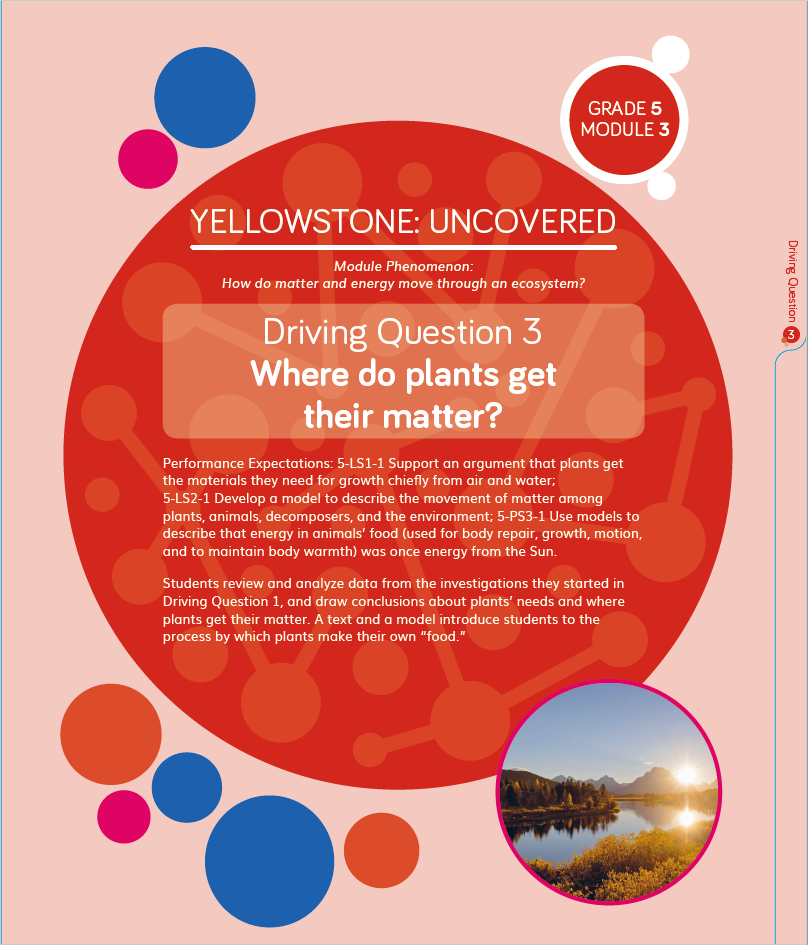 GRADE 5
MODULE 3
YELLOWSTONE: UNCOVERED
Module Phenomenon:
How do matter and energy move through an ecosystem?
Driving Question 3
Where do plants get
their matter?
Performance Expectations: 5-LS1-1 Support an argument that plants get
the materials they need for growth chiefly from air and water;
5-LS2-1 Develop a model to describe the movement of matter among
plants, animals, decomposers, and the environment; 5-PS3-1 Use models to
describe that energy in animals’ food (used for body repair, growth, motion,
and to maintain body warmth) was once energy from the Sun.
Students review and analyze data from the investigations they started in
Driving Question 1, and draw conclusions about plants’ needs and where
plants get their matter. A text and a model introduce students to the
process by which plants make their own “food.”
Driving Question
3